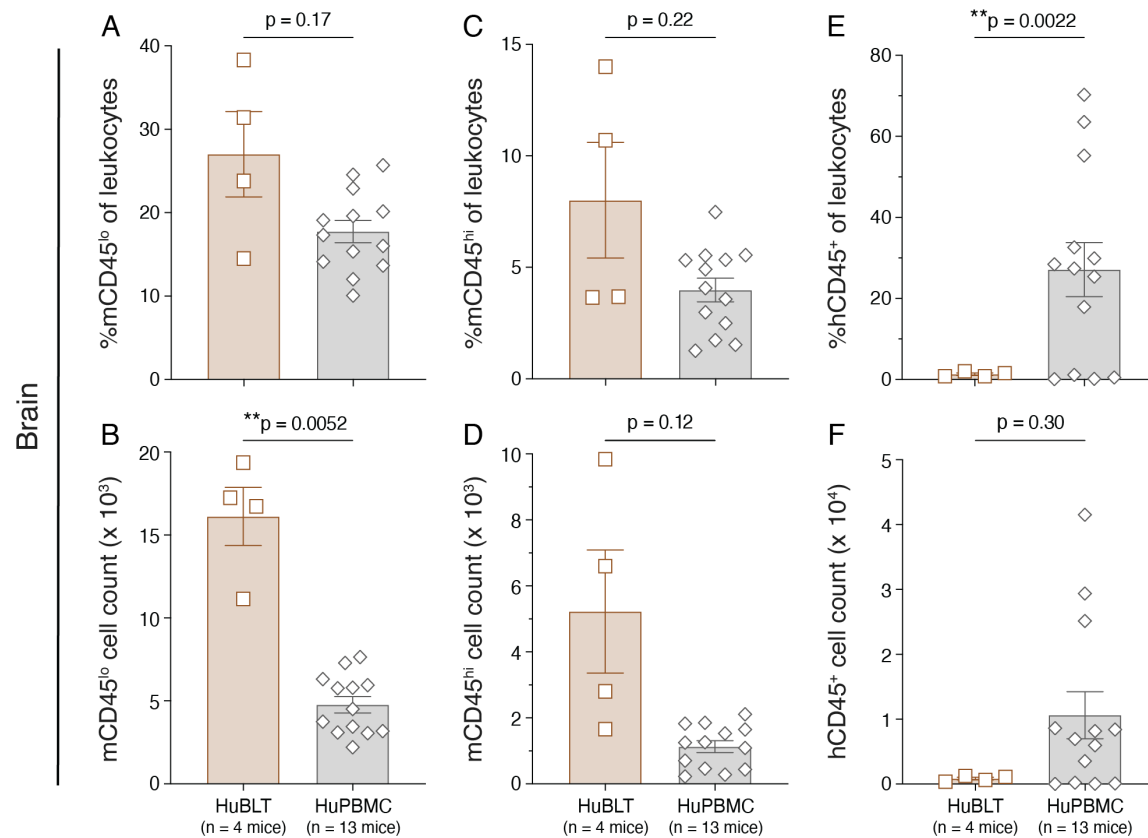 A
p = 0.17
%mCD45lo of leukocytes
40
30
20
10
0
C
p = 0.22
%mCD45hi of leukocytes
15
10
5
0
E
**p = 0.0022
%hCD45+ of leukocytes
80
60
40
20
0
Brain
B
**p = 0.0052
mCD45lo cell count (x 103)
20
15
10
5
0
HuBLT
(n = 4 mice)
HuPBMC
(n = 13 mice)
D
p = 0.12
mCD45hi cell count (x 103)
10
8
6
4
2
0
HuBLT
(n = 4 mice)
HuPBMC
(n = 13 mice)
F
p = 0.30
hCD45+ cell count (x 104)
5
4
3
2
1
0
HuBLT
(n = 4 mice)
HuPBMC
(n = 13 mice)